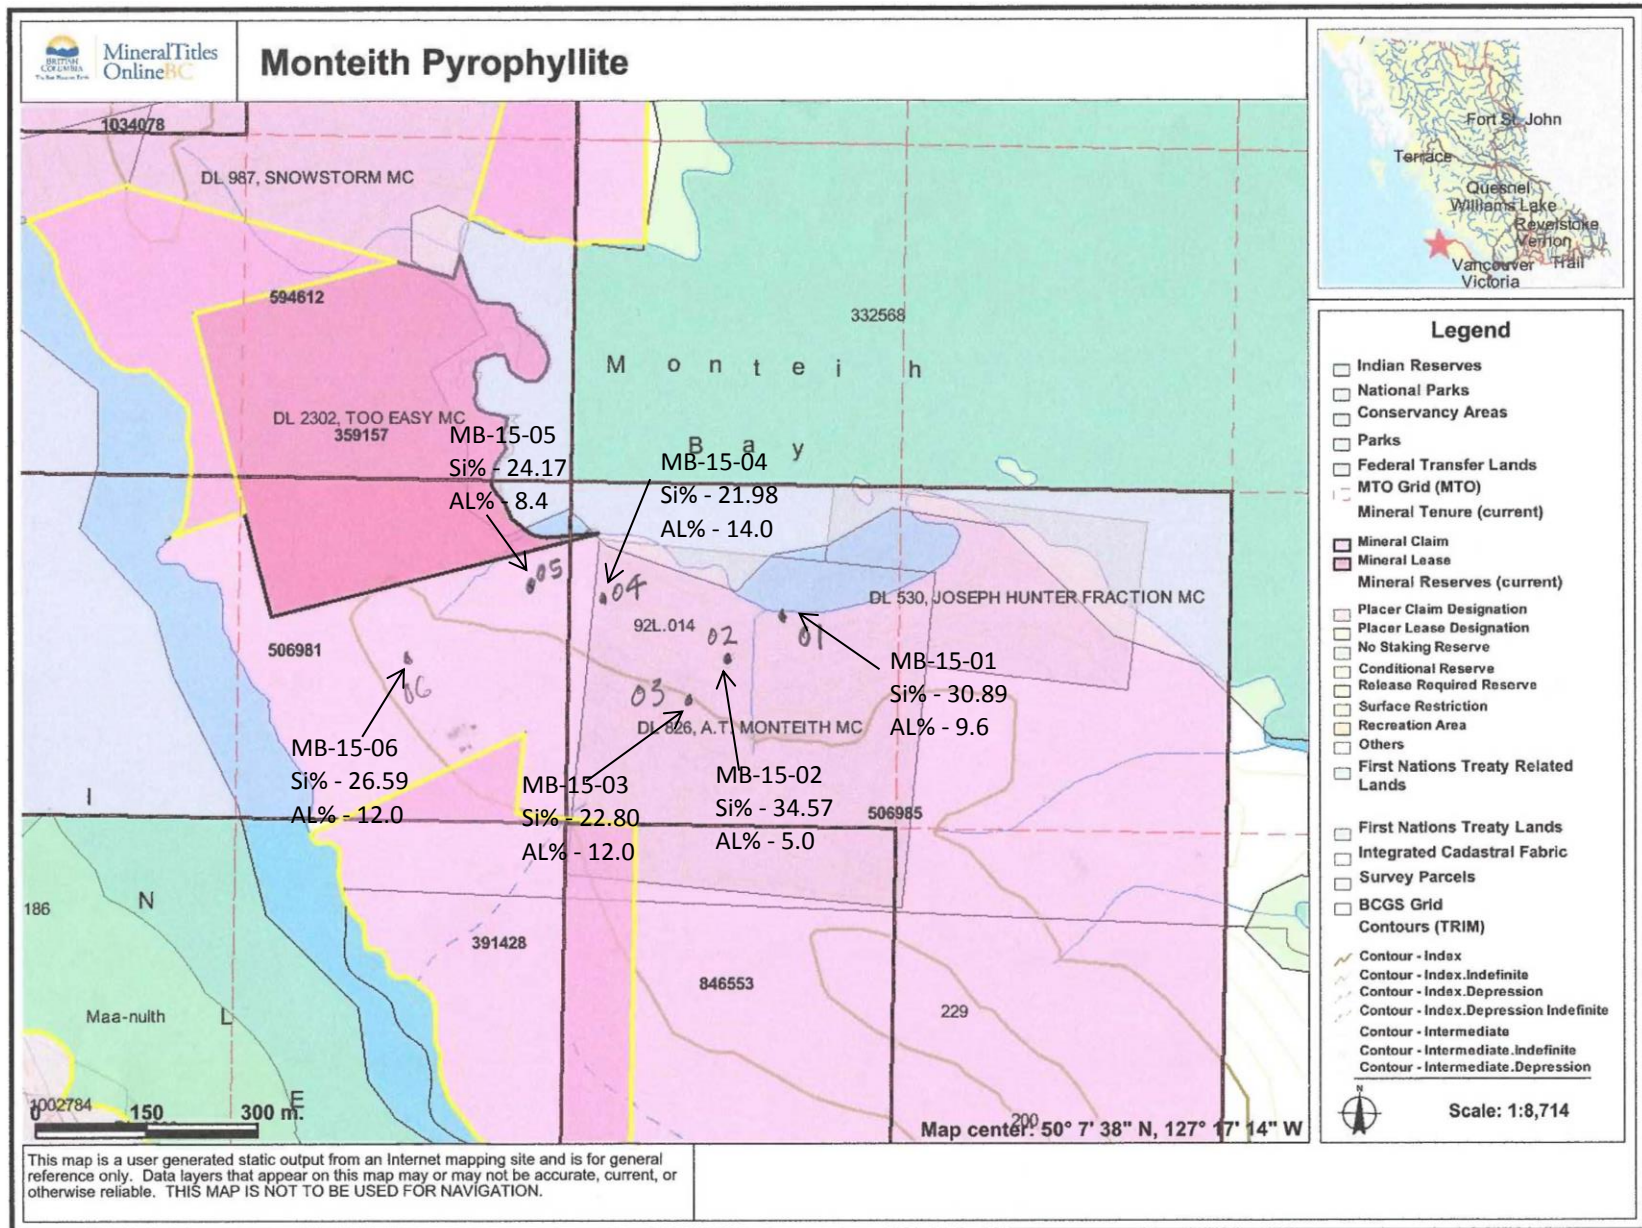 BRITISH
COLUMBIA
MineralTitles
OnlineBC
Monteith Pyrophyllite
1034078
DL 987, SNOWSTORM MC
594612
332568
M o n t e i h
B a y
DL 2302, TOO EASY MC
359157
MB-15-05
Si% - 24.17
AL% - 8.4
MB-15-04
Si% - 21.98
AL% - 14.0
05
04
DL 530, JOSEPH HUNTER FRACTION MC
92L.014
02
01
506981
MB-15-01
Si% - 30.89
AL% - 9.6
06
03
DL 826, A.T. MONTEITH MC
MB-15-06
Si% - 26.59
AL% - 12.0
MB-15-03
Si% - 22.80
AL% - 12.0
MB-15-02
Si% - 34.57
AL% - 5.0
506985
I
N
L
E
186
391428
846553
229
Maa-nulth
1002784
0 150 300 m.
200
Map center: 50° 7' 38" N, 127° 17' 14" W
This map is a user generated static output from an Internet mapping site and is for general
reference only. Data layers that appear on this map may or may not be accurate, current, or
otherwise reliable. THIS MAP IS NOT TO BE USED FOR NAVIGATION.
Fort St. John
Terrace
Quesnel
Williams Lake
Revelstoke
Vernon
Vancouver Trail
Victoria
Legend
Indian Reserves
National Parks
Conservancy Areas
Parks
Federal Transfer Lands
MTO Grid (MTO)
Mineral Tenure (current)
Mineral Claim
Mineral Lease
Mineral Reserves (current)
Placer Claim Designation
Placer Lease Designation
No Staking Reserve
Conditional Reserve
Release Required Reserve
Surface Restriction
Recreation Area
Others
First Nations Treaty Related
Lands
First Nations Treaty Lands
Integrated Cadastral Fabric
Survey Parcels
BCGS Grid
Contours (TRIM)
Contour - Index
Contour - Index.Indefinite
Contour - Index.Depression
Contour - Index.Depression Indefinite
Contour - Intermediate
Contour - Intermediate.Indefinite
Contour - Intermediate.Depression
N
Scale: 1:8,714